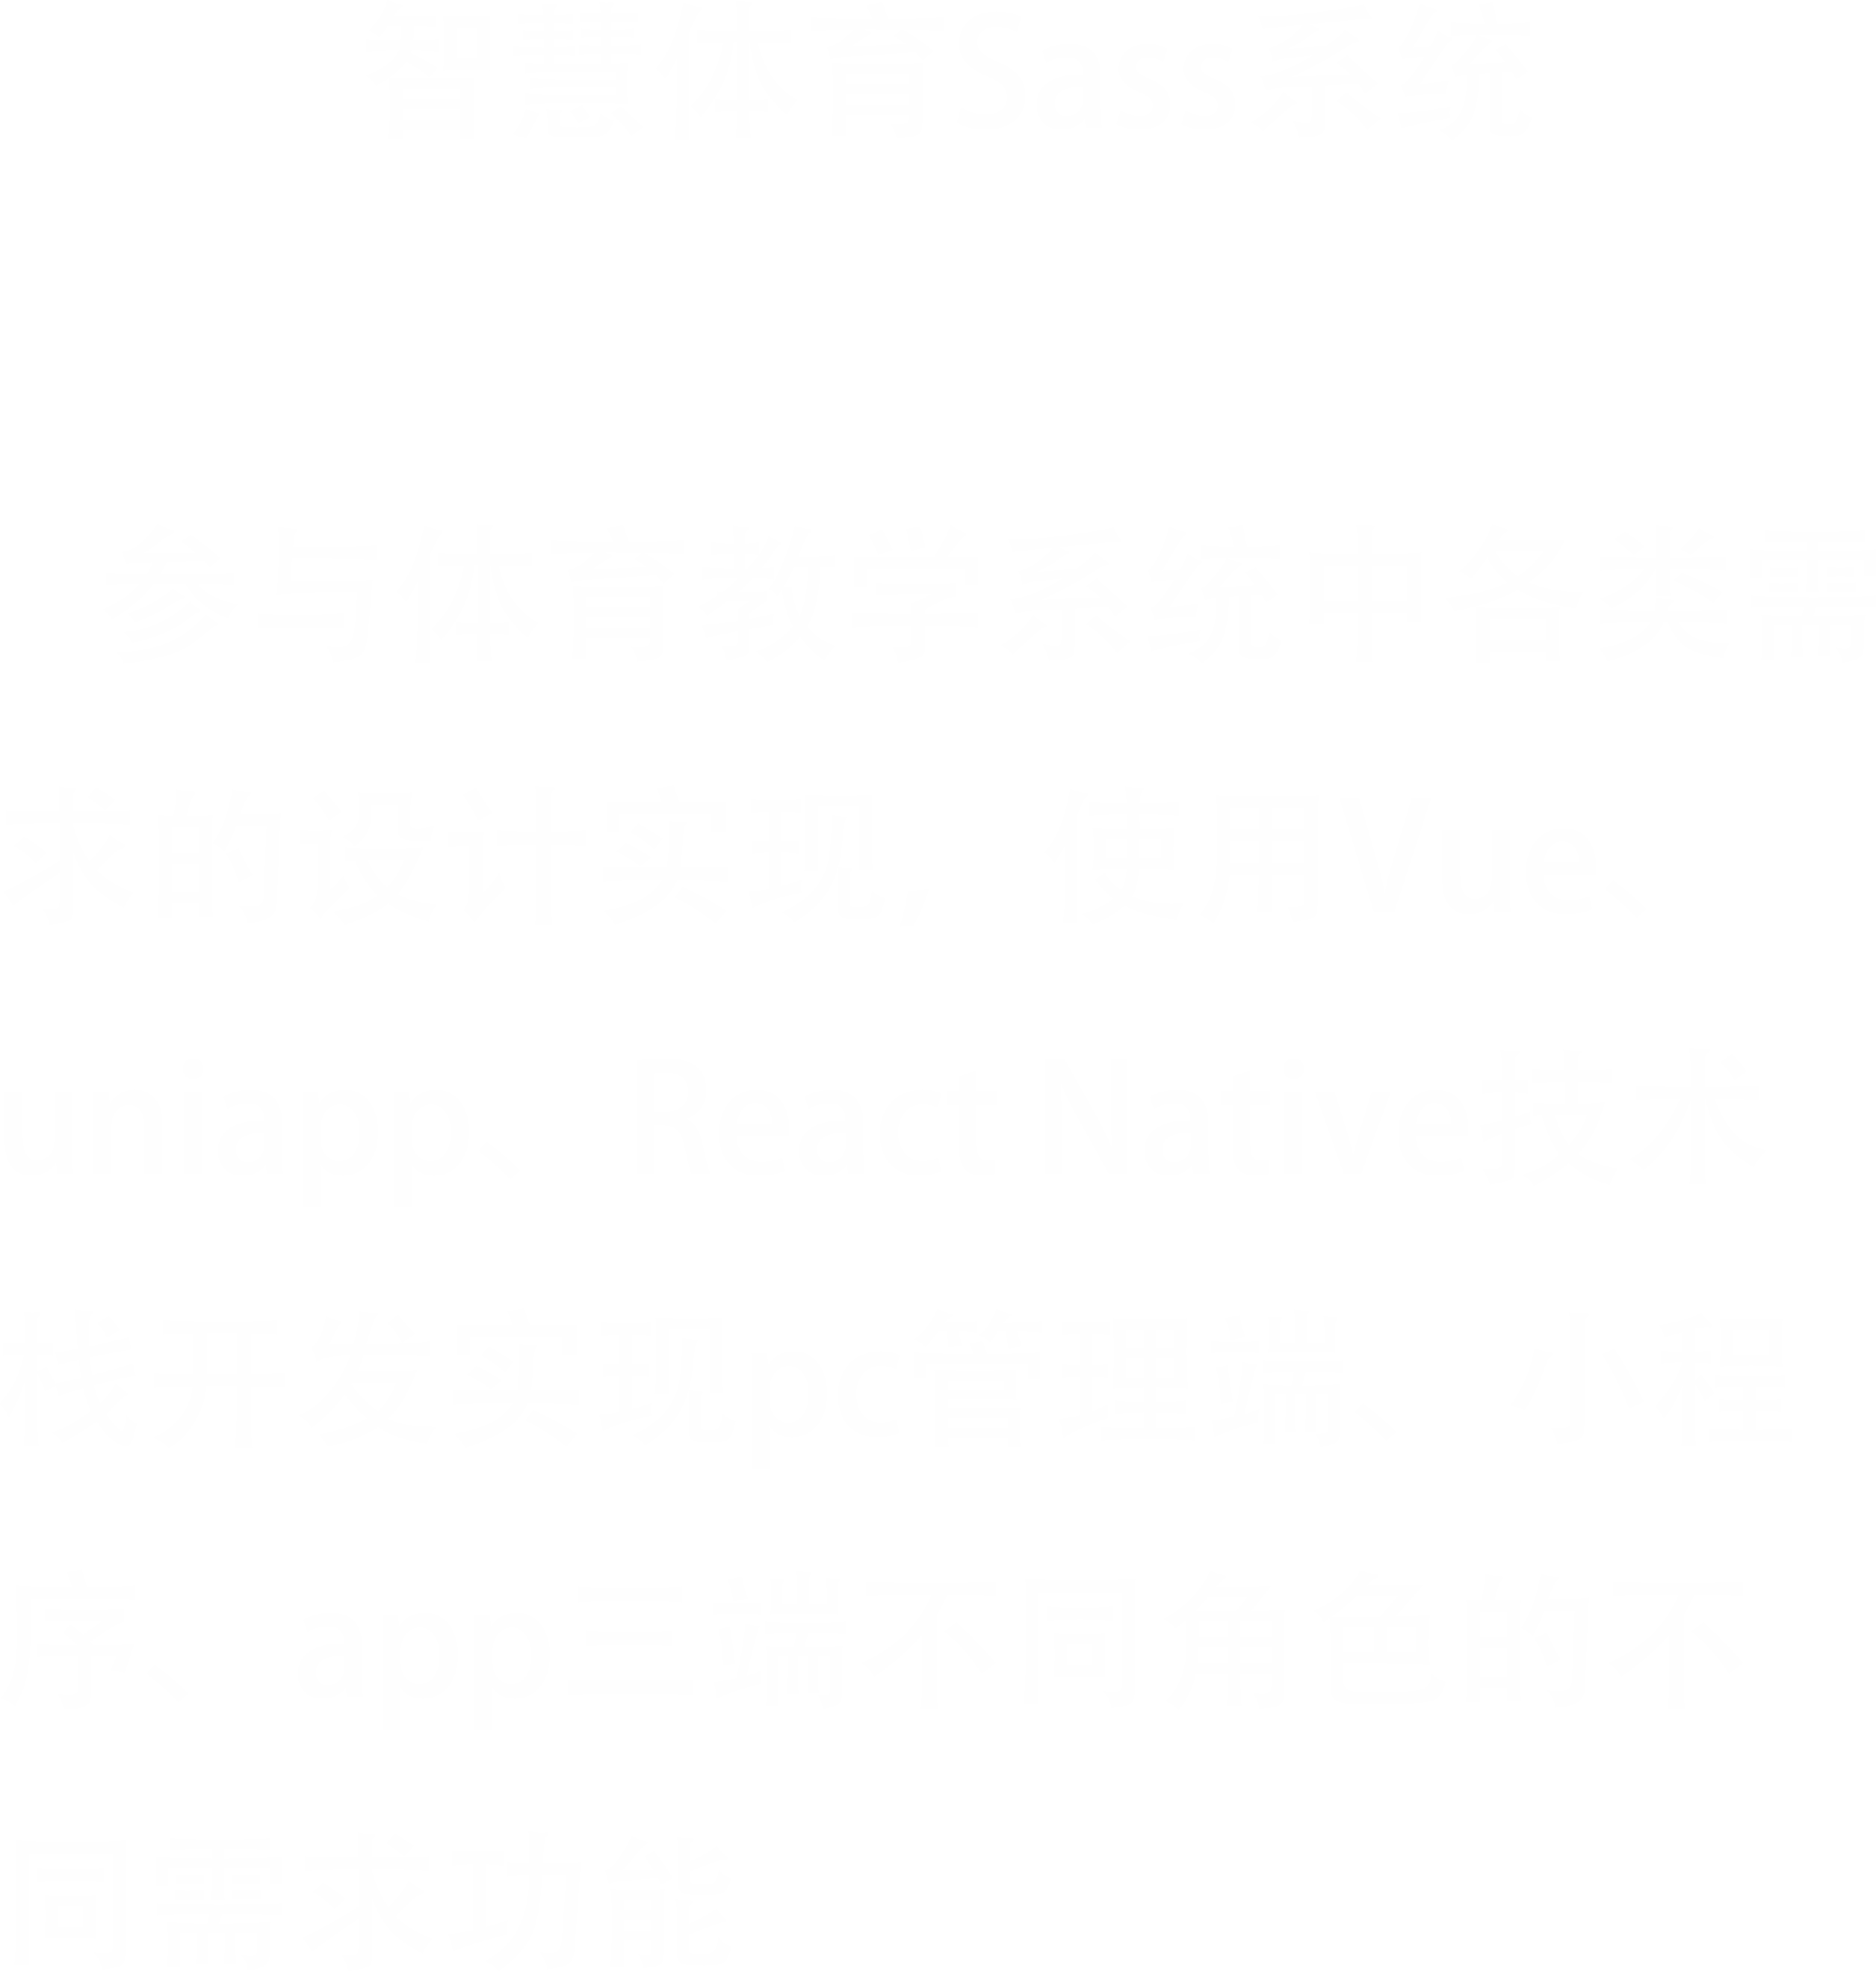 智慧体育Sass系统
参与体育教学系统中各类需
求的设计实现，使用Vue、
uniapp、React Native技术
栈开发实现pc管理端、小程
序、app三端不同角色的不
同需求功能